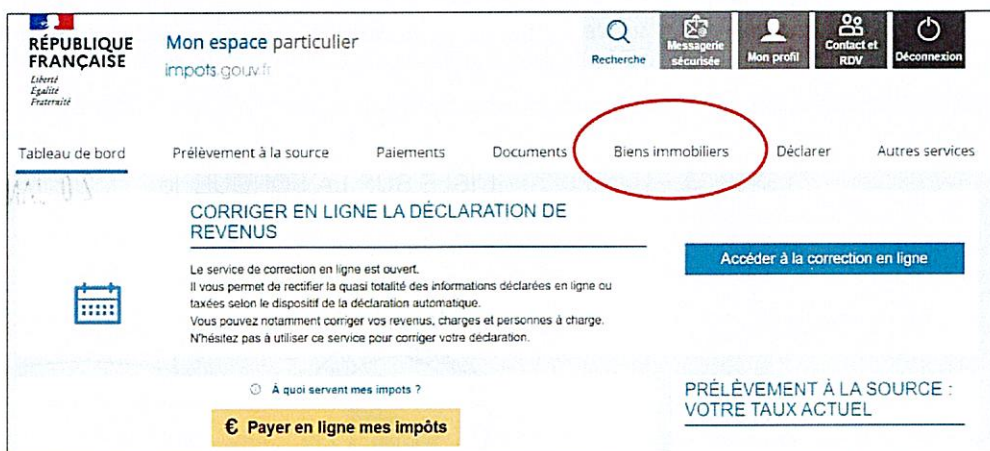 RÉPUBLIQUE
FRANÇAISE
Liberté
Égalité
Fraternité
Mon espace particulier
impots.gouv.fr
Recherche
Messagerie
sécurisée
Mon profil
Contact et
RDV
Déconnexion
Tableau de bord
Prélèvement à la source
Paiements
Documents
Biens immobiliers
Déclarer
Autres services
CORRIGER EN LIGNE LA DÉCLARATION DE
REVENUS
Le service de correction en ligne est ouvert.
Il vous permet de rectifier la quasi totalité des informations déclarées en ligne ou
taxées selon le dispositif de la déclaration automatique.
Vous pouvez notamment corriger vos revenus, charges et personnes à charge.
N'hésitez pas à utiliser ce service pour corriger votre déclaration.
Accéder à la correction en ligne
À quoi servent mes impots ?
€ Payer en ligne mes impôts
PRÉLÈVEMENT À LA SOURCE :
VOTRE TAUX ACTUEL